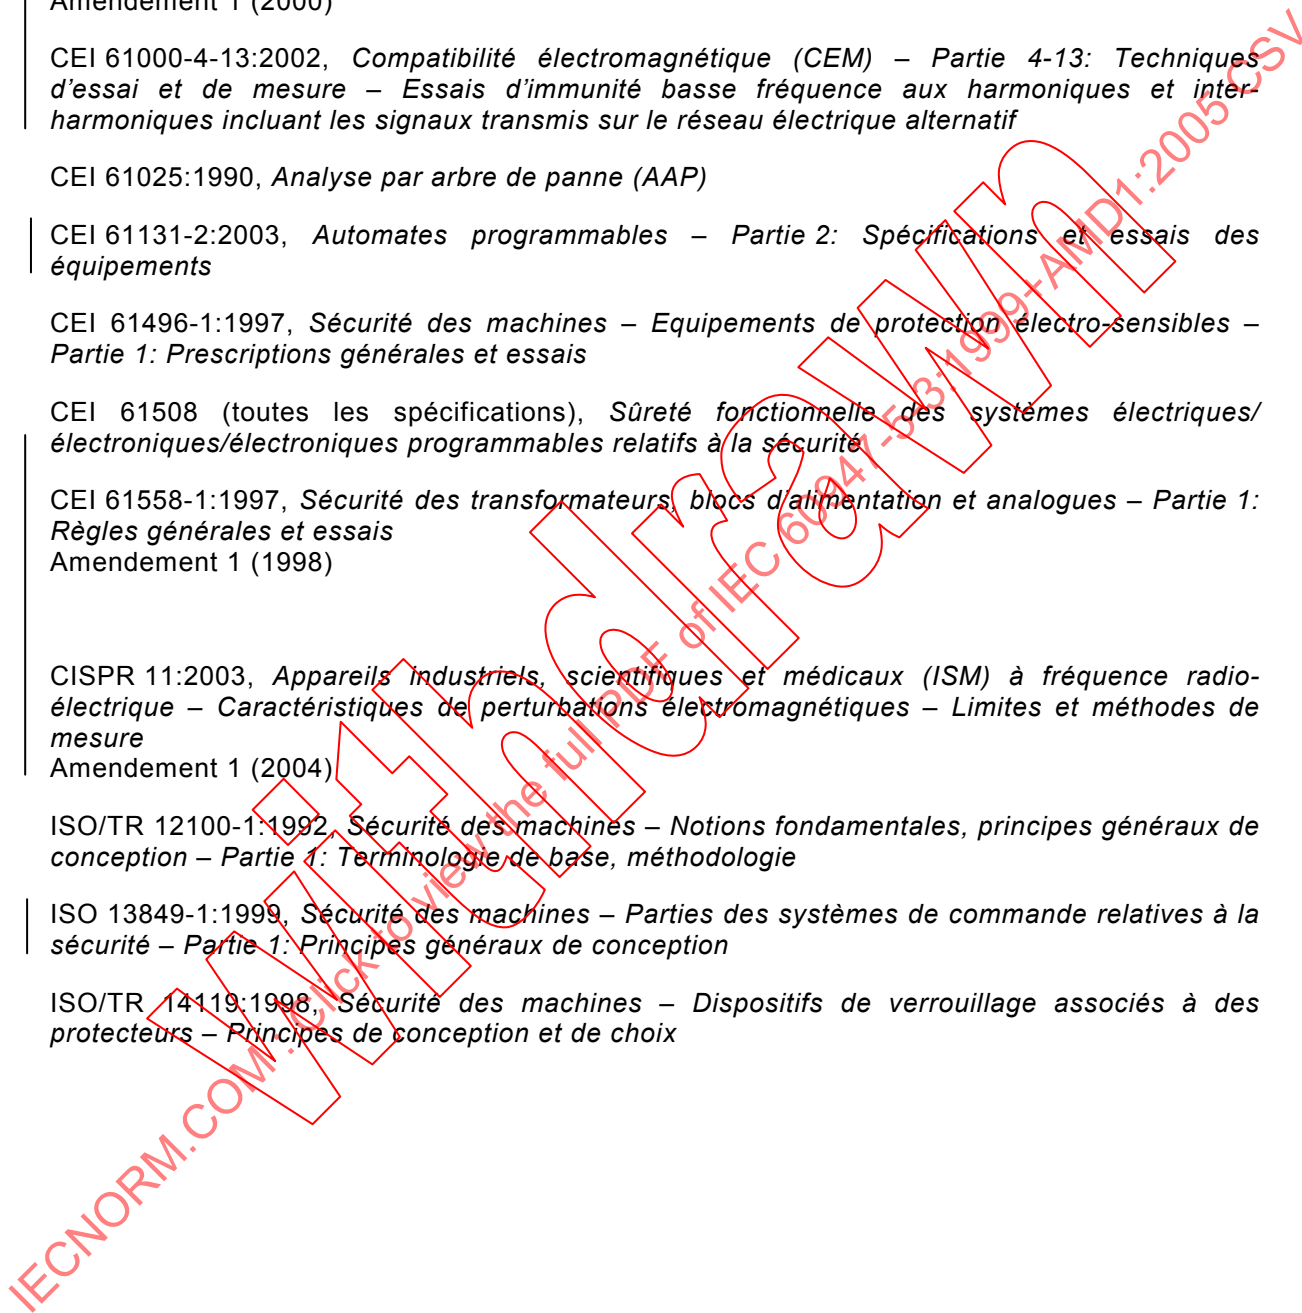 Amendement 1 (2000)
CEI 61000-4-13:2002, Compatibilité électromagnétique (CEM) – Partie 4-13: Techniques
d'essai et de mesure – Essais d'immunité basse fréquence aux harmoniques et inter-
harmoniques incluant les signaux transmis sur le réseau électrique alternatif
CEI 61025:1990, Analyse par arbre de panne (AAP)
CEI 61131-2:2003, Automates programmables – Partie 2: Spécifications et essais des
équipements
CEI 61496-1:1997, Sécurité des machines – Equipements de protection électro-sensibles –
Partie 1: Prescriptions générales et essais
CEI 61508 (toutes les spécifications), Sûreté fonctionnelle des systèmes électriques/
électroniques/électroniques programmables relatifs à la sécurité
CEI 61558-1:1997, Sécurité des transformateurs, blocs d'alimentation et analogues – Partie 1:
Règles générales et essais
Amendement 1 (1998)
CISPR 11:2003, Appareils industriels, scientifiques et médicaux (ISM) à fréquence radio-
électrique – Caractéristiques de perturbations électromagnétiques – Limites et méthodes de
mesure
Amendement 1 (2004)
ISO/TR 12100-1:1992, Sécurité des machines – Notions fondamentales, principes généraux de
conception – Partie 1: Terminologie de base, méthodologie
ISO 13849-1:1999, Sécurité des machines – Parties des systèmes de commande relatives à la
sécurité – Partie 1: Principes généraux de conception
ISO/TR 14119:1998, Sécurité des machines – Dispositifs de verrouillage associés à des
protecteurs – Principes de conception et de choix
withdrawn
IECNORM.COM : Click to view the full PDF of IEC 60947-5-3:1999+AMD1:2005 CSV